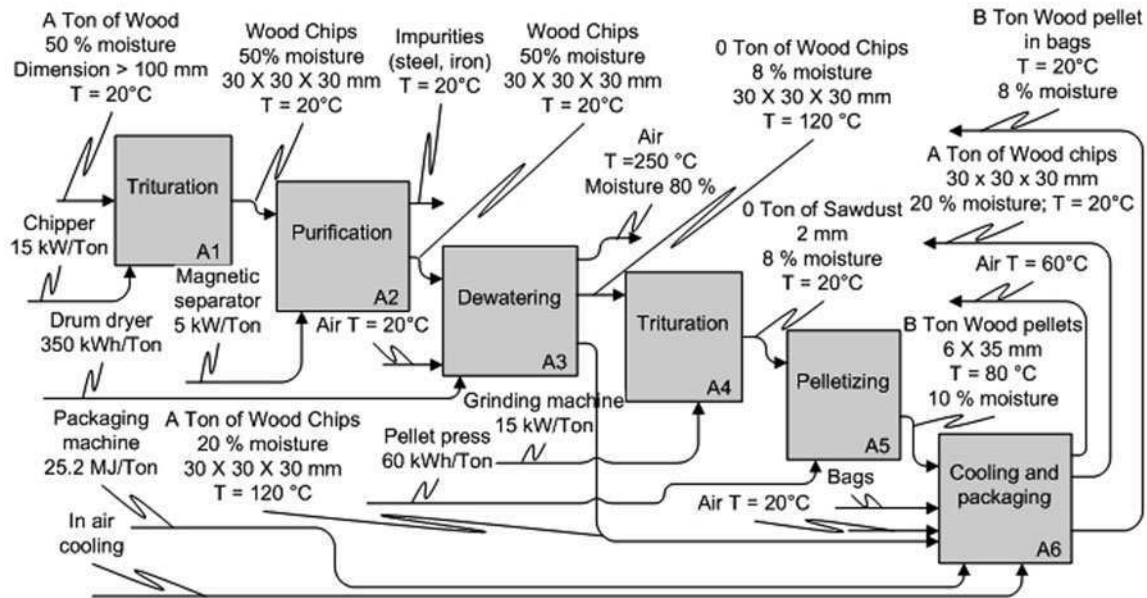 A Ton of Wood
50 % moisture
Dimension > 100 mm
T = 20°C
Wood Chips
50% moisture
30 X 30 X 30 mm
T = 20°C
Impurities
(steel, iron)
T = 20°C
Wood Chips
50% moisture
30 X 30 X 30 mm
T = 20°C
0 Ton of Wood Chips
8 % moisture
30 X 30 X 30 mm
T = 120 °C
B Ton Wood pellet
in bags
T = 20°C
8 % moisture
Trituration
A1
Purification
A2
Air
T =250 °C
Moisture 80 %
A Ton of Wood chips
30 x 30 x 30 mm
20 % moisture; T = 20°C
Chipper
15 kW/Ton
Magnetic
separator
5 kW/Ton
Dewatering
A3
0 Ton of Sawdust
2 mm
8 % moisture
T = 20°C
Air T = 60°C
Drum dryer
350 kWh/Ton
Air T = 20°C
Trituration
A4
Pelletizing
A5
B Ton Wood pellets
6 X 35 mm
T = 80 °C
10 % moisture
Packaging
machine
25.2 MJ/Ton
A Ton of Wood Chips
20 % moisture
30 X 30 X 30 mm
T = 120 °C
Grinding machine
15 kW/Ton
Pellet press
60 kWh/Ton
Bags
Air T = 20°C
Cooling and
packaging
A6
In air
cooling